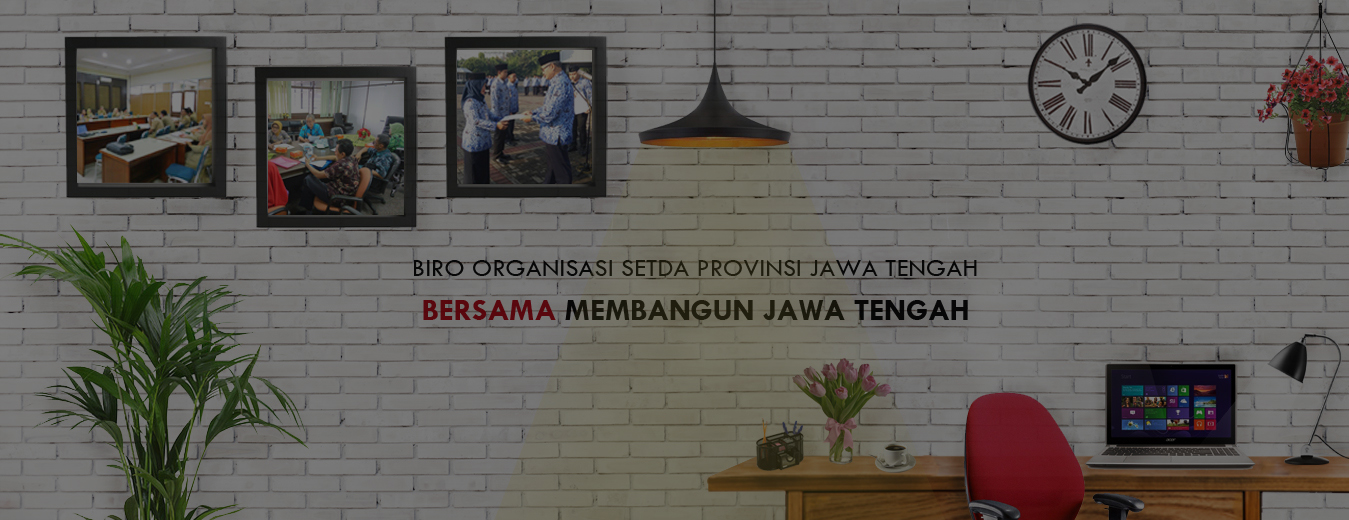 BIRO ORGANISASI SETDA PROVINSI JAWA TENGAH
BERSAMA MEMBANGUN JAWA TENGAH